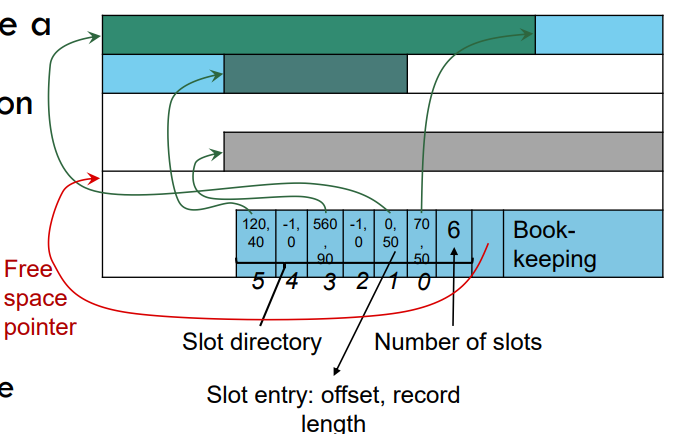 e a
on
120, -1, 560 -1, 0, 70 6 Book-
40 0 , 0 50 , keeping
90 50
Free 5 4 3 2 1 0
space
pointer
Slot directory Number of slots
e
Slot entry: offset, record
length